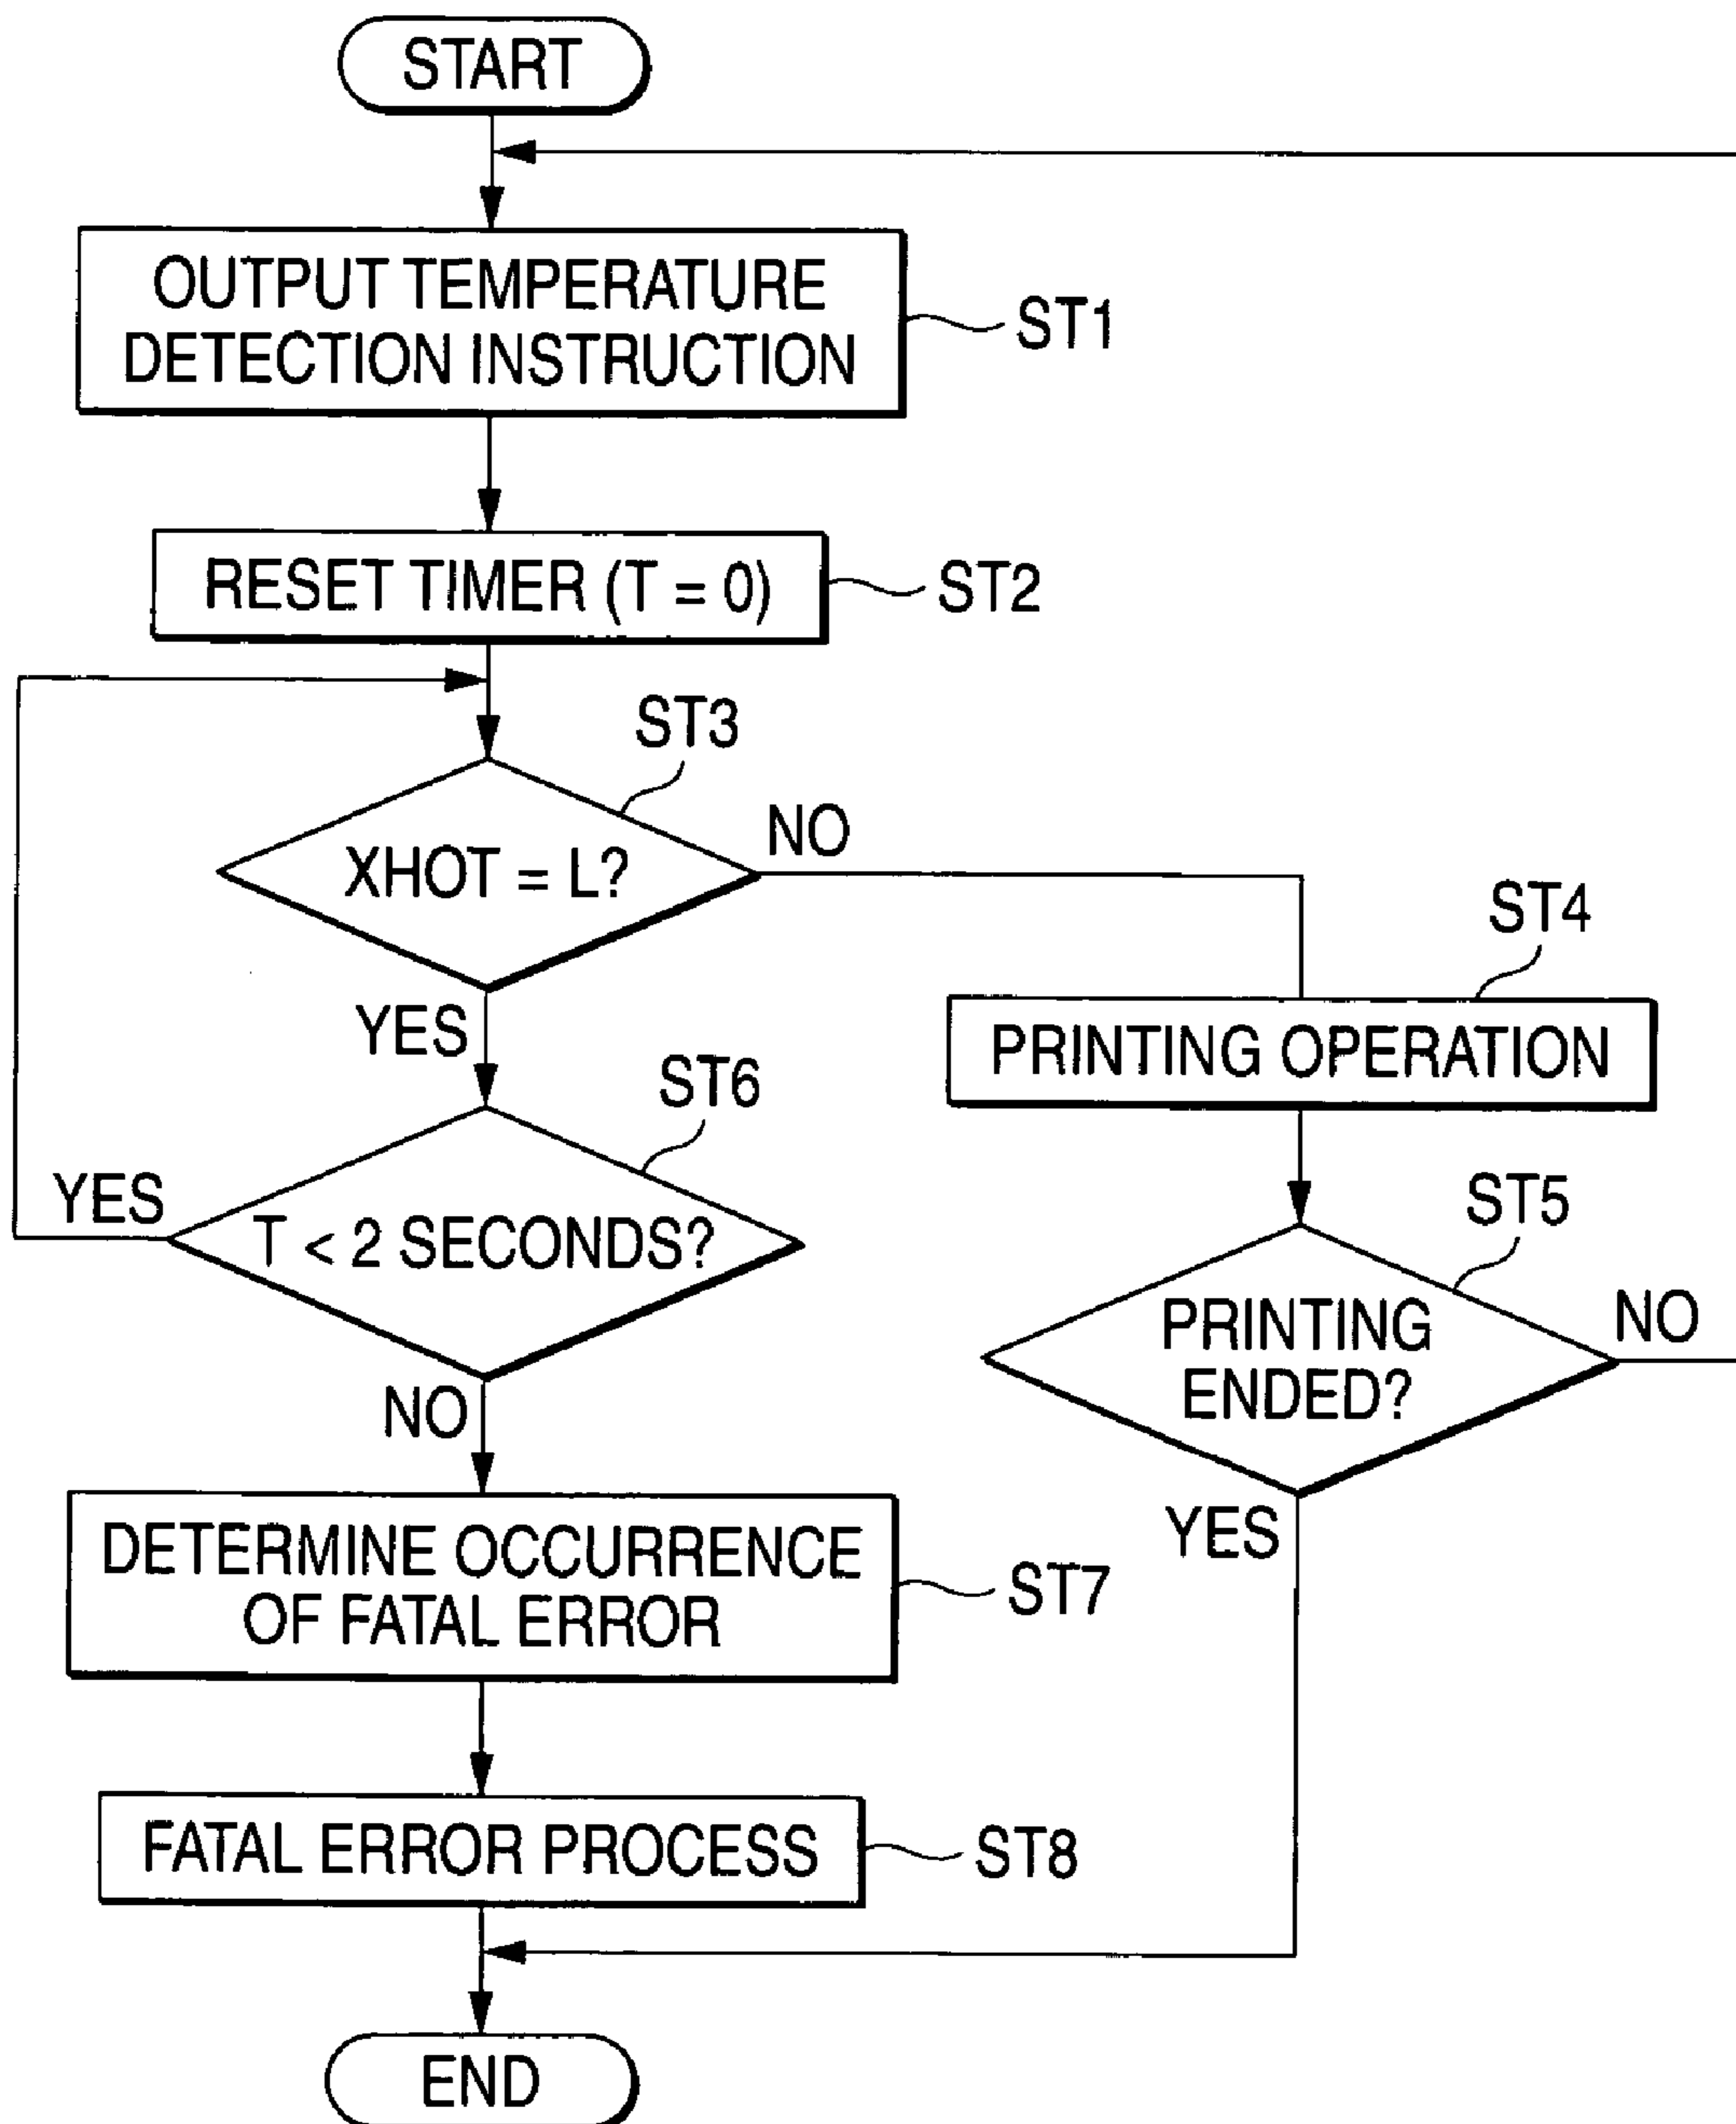 START
OUTPUT TEMPERATURE
DETECTION INSTRUCTION
ST1
RESET TIMER (T = 0)
ST2
ST3
XHOT = L?
NO
YES
ST4
PRINTING OPERATION
ST6
T < 2 SECONDS?
YES
NO
ST5
PRINTING
ENDED?
NO
YES
DETERMINE OCCURRENCE
OF FATAL ERROR
ST7
FATAL ERROR PROCESS
ST8
END